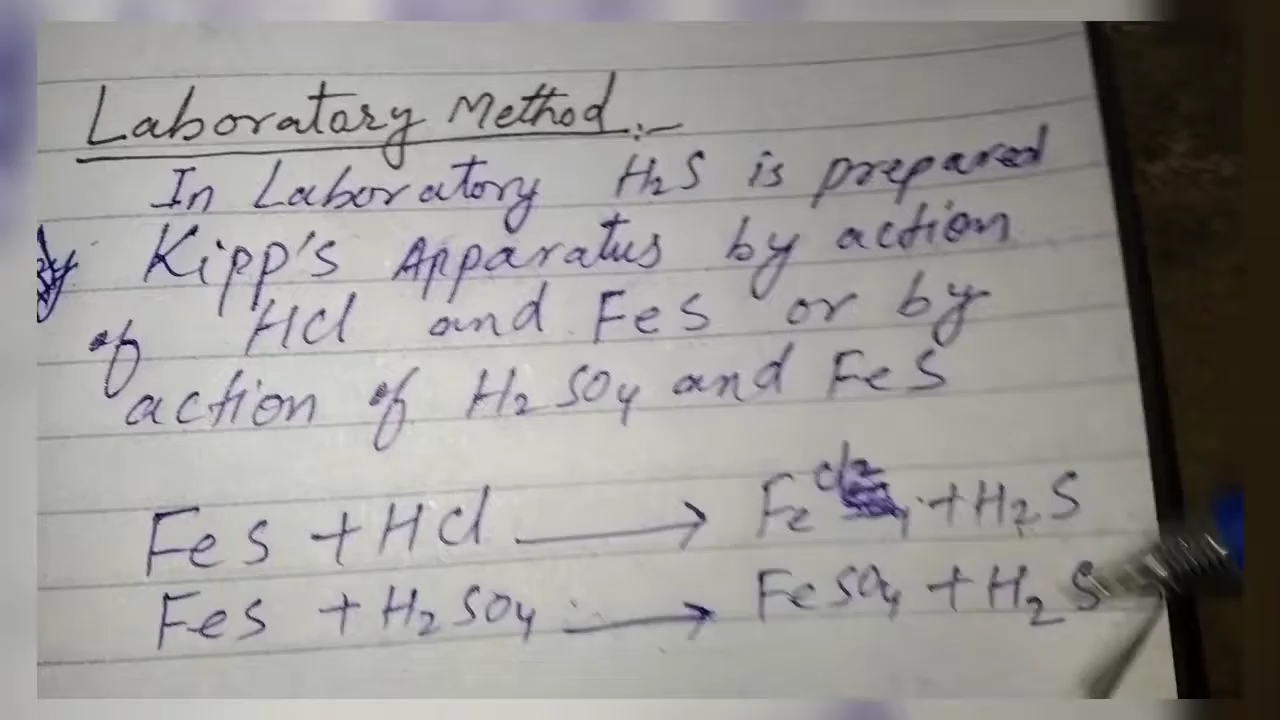 Laboratory Method :-
In Laboratory H₂S is prepared
By Kipp's Apparatus by action
of HCl and FeS or by
action of H₂SO₄ and FeS
FeS + HCl ⟶ FeCl₂ + H₂S
FeS + H₂SO₄ ⟶ FeSO₄ + H₂S